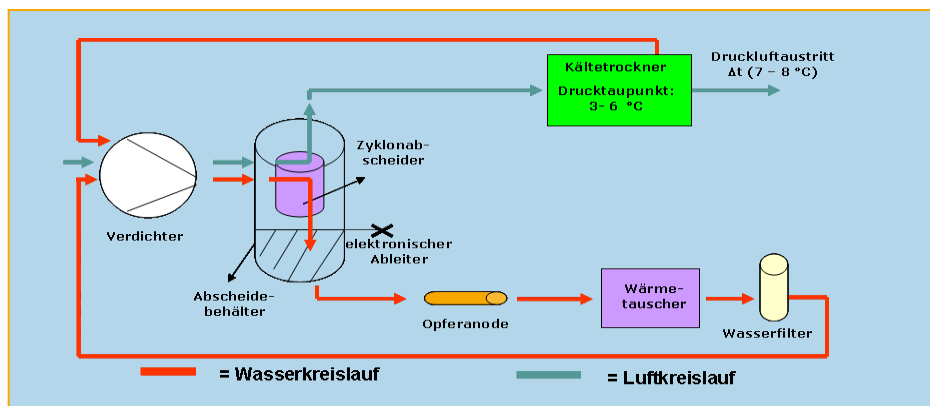 Kältetrockner
Drucktaupunkt:
3- 6 °C
Druckluftaustritt
Δt (7 – 8 °C)
Zyklonab-
scheider
Verdichter
elektronischer
Ableiter
Abscheide-
behälter
Opferanode
Wärme-
tauscher
Wasserfilter
= Wasserkreislauf
= Luftkreislauf